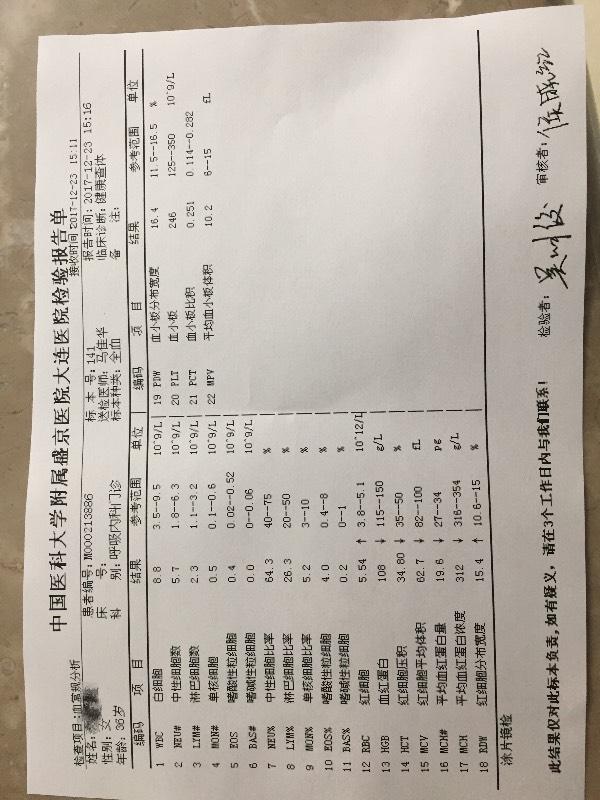 中国医科大学附属盛京医院大连医院检验报告单
检查项目:血常规分析 接收时间:2017-12-23 15:11
姓名: 患者编号:M000213886 标本号:141 报告时间:2017-12-23 15:16
性别:女 床号: 送检医师:马佳华 临床诊断:健康查体
年龄:36岁 科别:呼吸内科门诊 标本种类:全血 备注:
编码 项目 结果 参考范围 单位 编码 项目 结果 参考范围 单位
1 WBC 白细胞 8.8 3.5--9.5 10^9/L 19 PDW 血小板分布宽度 16.4 11.5--16.5 %
2 NEU# 中性细胞数 5.7 1.8--6.3 10^9/L 20 PLT 血小板 246 125--350 10^9/L
3 LYM# 淋巴细胞数 2.3 1.1--3.2 10^9/L 21 PCT 血小板比积 0.251 0.114--0.282
4 MON# 单核细胞 0.5 0.1--0.6 10^9/L 22 MPV 平均血小板体积 10.2 6--15 fL
5 EOS 嗜酸性粒细胞 0.4 0.02--0.52 10^9/L
6 BAS# 嗜碱性粒细胞 0.0 0--0.06 10^9/L
7 NEU% 中性细胞比率 64.3 40--75 %
8 LYM% 淋巴细胞比率 26.3 20--50 %
9 MON% 单核细胞比率 5.2 3--10 %
10 EOS% 嗜酸性粒细胞 4.0 0.4--8 %
11 BAS% 嗜碱性粒细胞 0.2 0--1 %
12 RBC 红细胞 5.54 ↑ 3.8--5.1 10^12/L
13 HGB 血红蛋白 108 ↓ 115--150 g/L
14 HCT 红细胞压积 34.80 ↓ 35--50 %
15 MCV 红细胞平均体积 62.7 ↓ 82--100 fL
16 MCH# 平均血红蛋白量 19.6 ↓ 27--34 pg
17 MCH 平均血红蛋白浓度 312 ↓ 316--354 g/L
18 RDW 红细胞分布宽度 15.4 ↑ 10.6--15 %
涂片镜检
此结果仅对此标本负责,如有疑义，请在3个工作日内与我们联系! 检验者: 审核者: